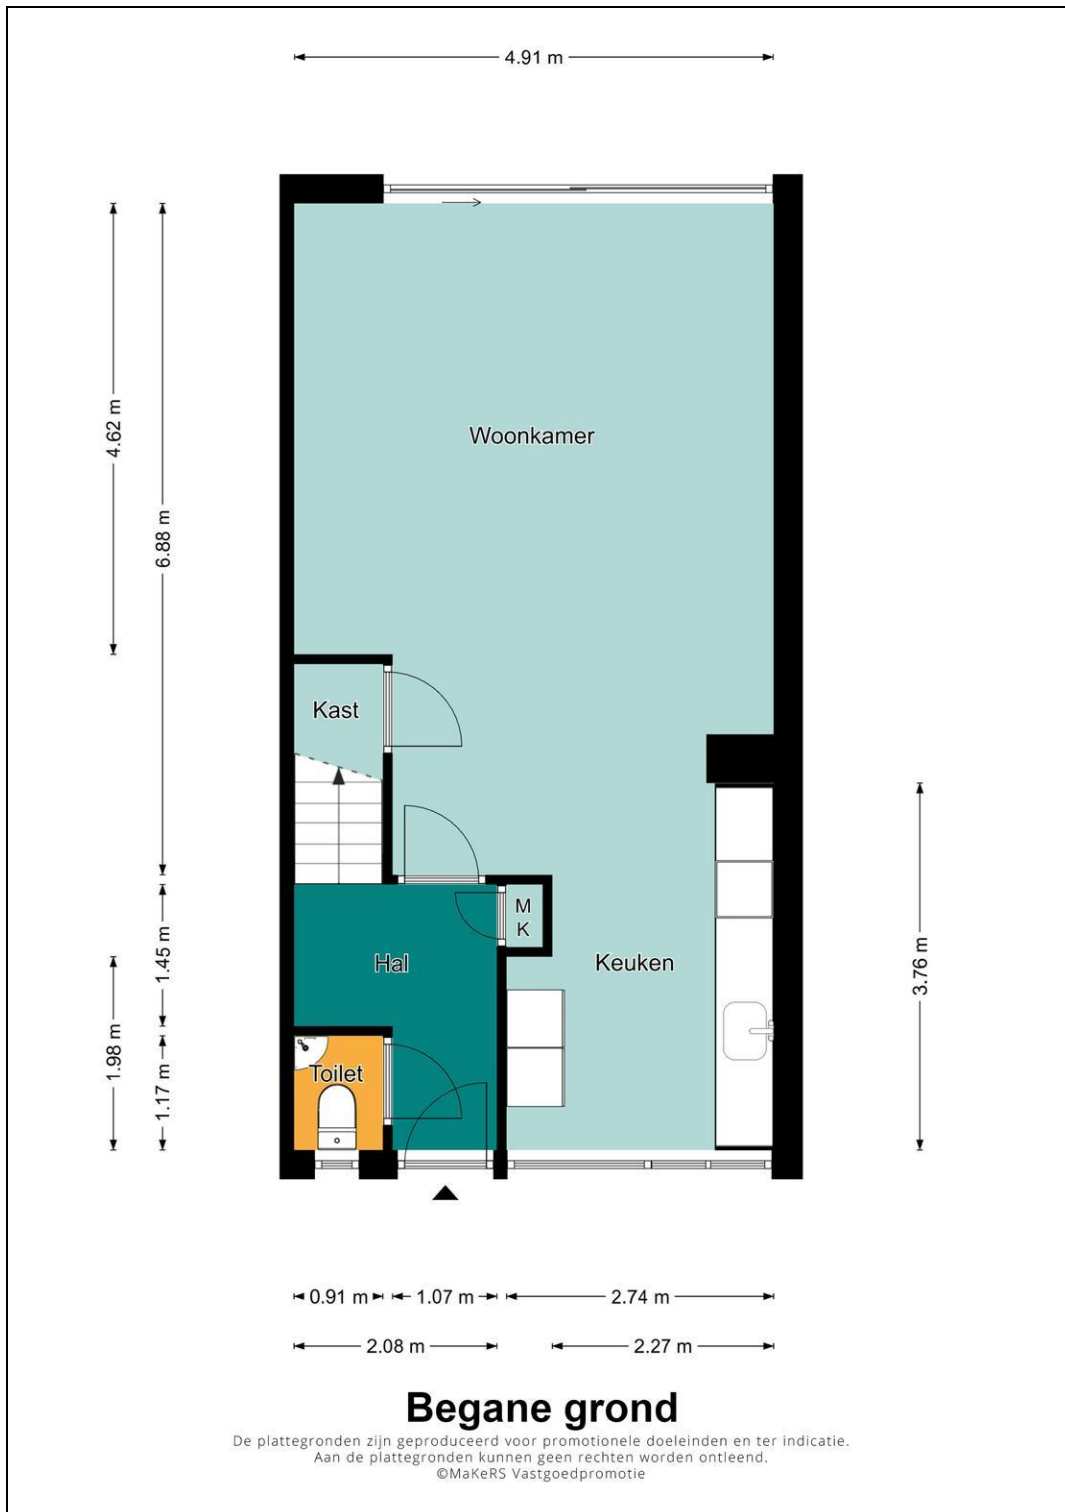 4.91 m
4.62 m
6.88 m
Woonkamer
Kast
M
K
Hal
Keuken
1.45 m
3.76 m
1.98 m
1.17 m
Toilet
0.91 m
1.07 m
2.74 m
2.08 m
2.27 m
Begane grond
De plattegronden zijn geproduceerd voor promotionele doeleinden en ter indicatie.
Aan de plattegronden kunnen geen rechten worden ontleend.
©MaKeRS Vastgoedpromotie